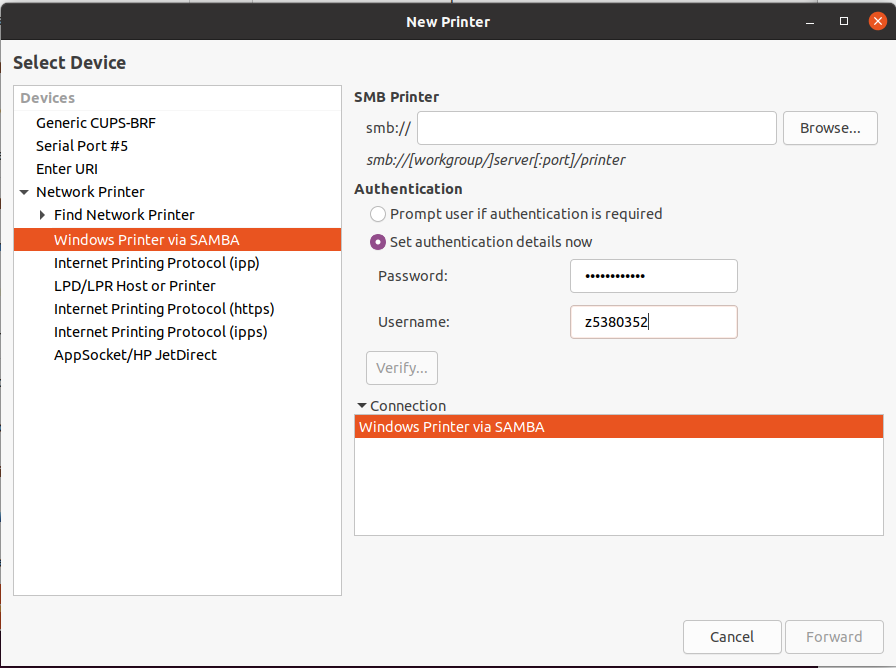 New Printer
Select Device
Devices
Generic CUPS-BRF
Serial Port #5
Enter URI
Network Printer
Find Network Printer
Windows Printer via SAMBA
Internet Printing Protocol (ipp)
LPD/LPR Host or Printer
Internet Printing Protocol (https)
Internet Printing Protocol (ipps)
AppSocket/HP JetDirect
SMB Printer
smb:// Browse...
smb://[workgroup/]server[:port]/printer
Authentication
Prompt user if authentication is required
Set authentication details now
Password: ••••••••••••
Username: z5380352
Verify...
Connection
Windows Printer via SAMBA
Cancel Forward